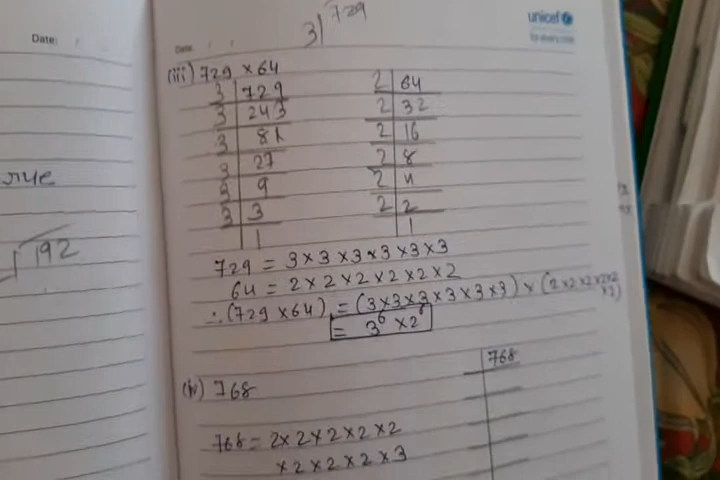 3 729
unicef
for every child
Date:
Date:
(iii) 729 × 64
3 729
3 243
3 81
3 27
3 9
3 3
1
2 64
2 32
2 16
2 8
2 4
2 2
1
√192
729 = 3×3×3×3×3×3
64 = 2×2×2×2×2×2
∴ (729 × 64) = (3×3×3×3×3×3) × (2×2×2×2×2
×2)
= 3⁶ × 2⁶
(iv) 768
768
768 = 2×2×2×2×2
×2×2×2×3